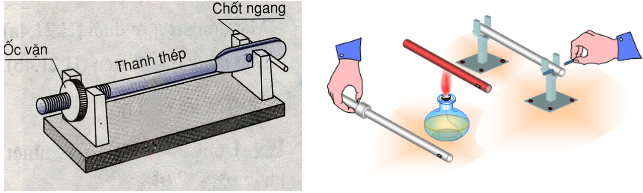 Chốt ngang
Ốc vặn
Thanh thép